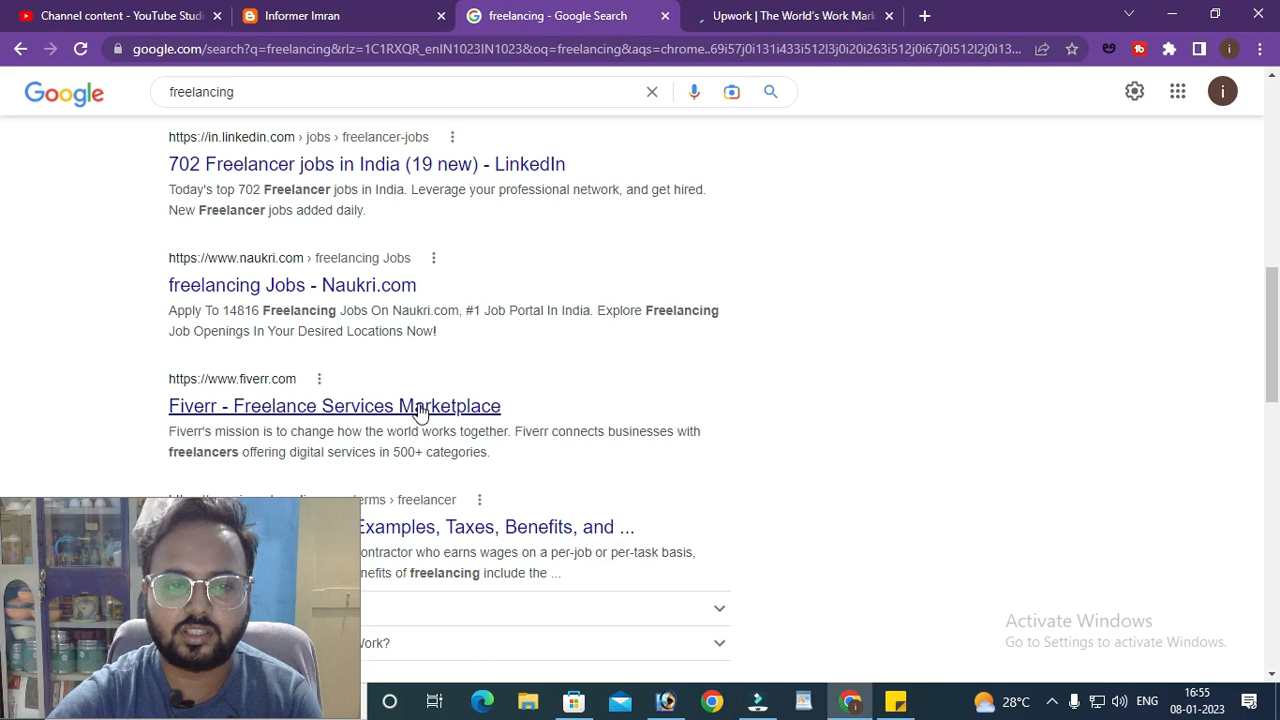 Channel content - YouTube Stud
Informer Imran
freelancing - Google Search
Upwork | The World's Work Mark
google.com/search?q=freelancing&rlz=1C1RXQR_enIN1023IN1023&oq=freelancing&aqs=chrome..69i57j0i131i433i512l3j0i20i263i512j0i67j0i512l2j0i13...
Google
freelancing
i
https://in.linkedin.com › jobs › freelancer-jobs
702 Freelancer jobs in India (19 new) - LinkedIn
Today's top 702 Freelancer jobs in India. Leverage your professional network, and get hired.
New Freelancer jobs added daily.
https://www.naukri.com › freelancing Jobs
freelancing Jobs - Naukri.com
Apply To 14816 Freelancing Jobs On Naukri.com, #1 Job Portal In India. Explore Freelancing
Job Openings In Your Desired Locations Now!
https://www.fiverr.com
Fiverr - Freelance Services Marketplace
Fiverr's mission is to change how the world works together. Fiverr connects businesses with
freelancers offering digital services in 500+ categories.
erms › freelancer
Examples, Taxes, Benefits, and ...
ontractor who earns wages on a per-job or per-task basis,
nefits of freelancing include the ...
Work?
Activate Windows
Go to Settings to activate Windows.
28°C
ENG
16:55
08-01-2023